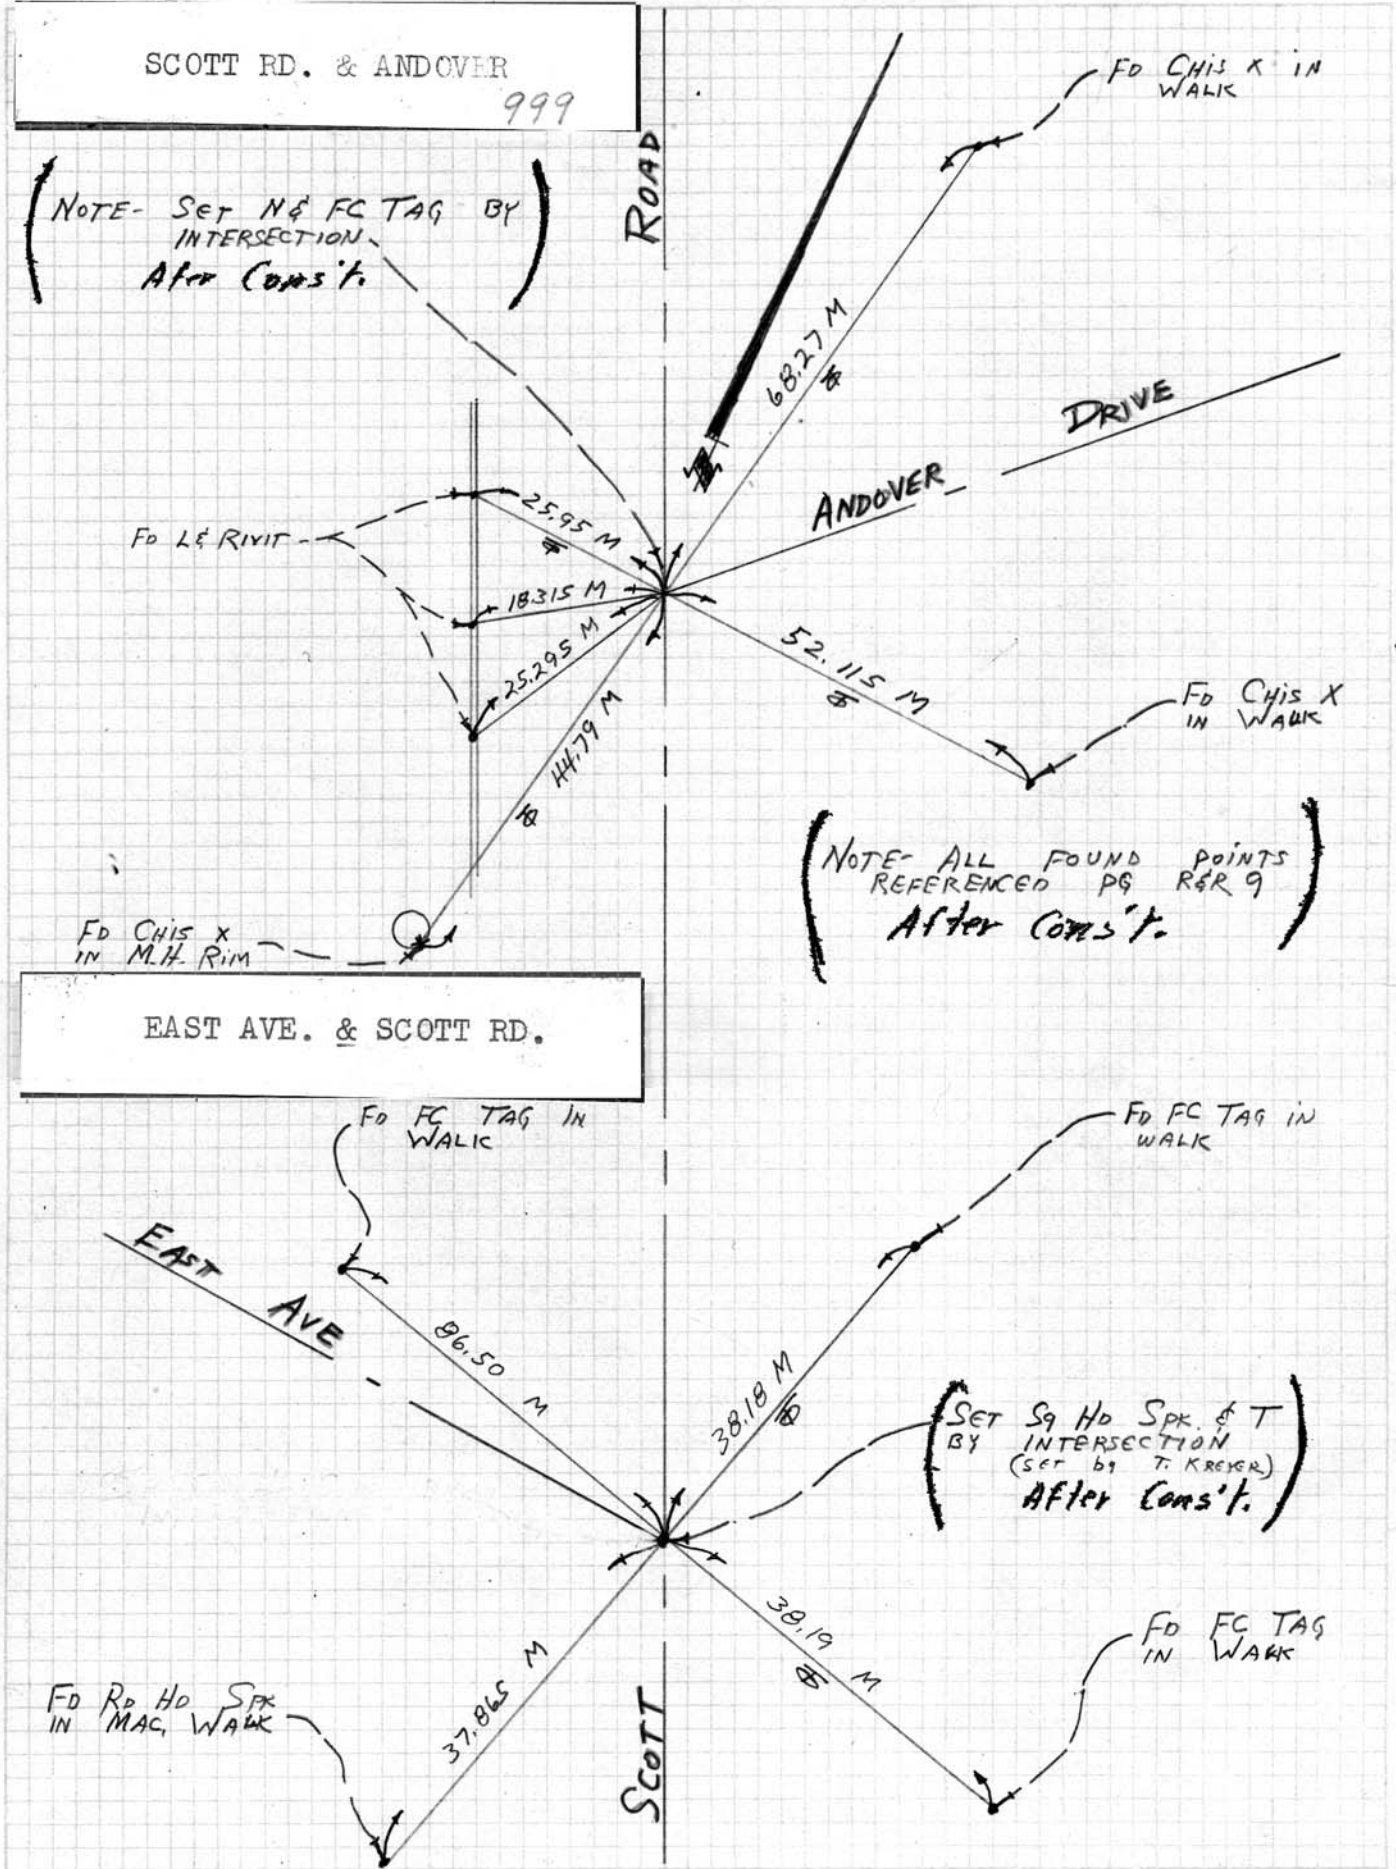 SCOTT RD. & ANDOVER
999
FD CHIS X IN
WALK
ROAD
NOTE- SET N & FC TAG BY
INTERSECTION
After Cons't.
68.27 M
DRIVE
ANDOVER
25.95 M
FD L & RIVIT
18.315 M
25.295 M
52.115 M
44.79 M
FD CHIS X
IN WALK
NOTE- ALL FOUND POINTS
REFERENCED PG R&R 9
After Cons't.
FD CHIS X
IN M.H. RIM
EAST AVE. & SCOTT RD.
FD FC TAG IN
WALK
FD FC TAG IN
WALK
EAST AVE
86.50 M
38.18 M
SET SQ HD SPK. & T
BY INTERSECTION
(SET by T. KREYER)
After Cons't.
38.19 M
FD FC TAG
IN WALK
FD RD HD SPK
IN MAC. WALK
37.865 M
SCOTT